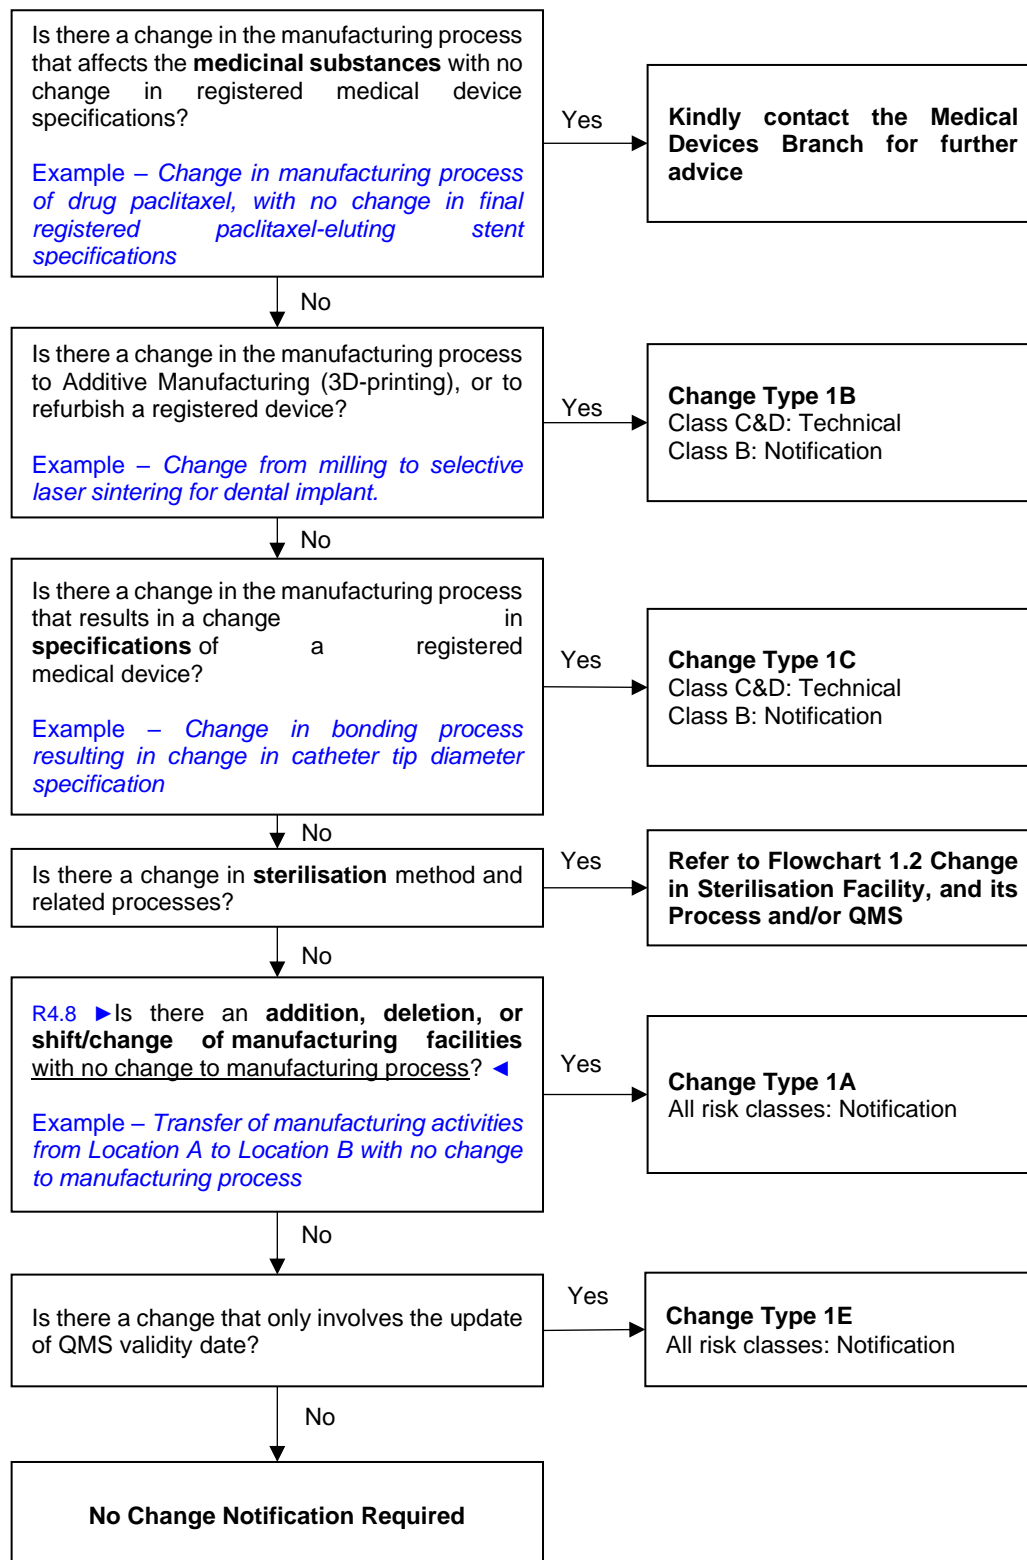 Is there a change in the manufacturing process
that affects the medicinal substances with no
change in registered medical device
specifications?
Example – Change in manufacturing process
of drug paclitaxel, with no change in final
registered paclitaxel-eluting stent
specifications
Yes
Kindly contact the Medical
Devices Branch for further
advice
No
Is there a change in the manufacturing process
to Additive Manufacturing (3D-printing), or to
refurbish a registered device?
Example – Change from milling to selective
laser sintering for dental implant.
Yes
Change Type 1B
Class C&D: Technical
Class B: Notification
No
Is there a change in the manufacturing process
that results in a change in
specifications of a registered
medical device?
Example – Change in bonding process
resulting in change in catheter tip diameter
specification
Yes
Change Type 1C
Class C&D: Technical
Class B: Notification
No
Is there a change in sterilisation method and
related processes?
Yes
Refer to Flowchart 1.2 Change
in Sterilisation Facility, and its
Process and/or QMS
No
R4.8 ►Is there an addition, deletion, or
shift/change of manufacturing facilities
with no change to manufacturing process? ◄
Example – Transfer of manufacturing activities
from Location A to Location B with no change
to manufacturing process
Yes
Change Type 1A
All risk classes: Notification
No
Is there a change that only involves the update
of QMS validity date?
Yes
Change Type 1E
All risk classes: Notification
No
No Change Notification Required